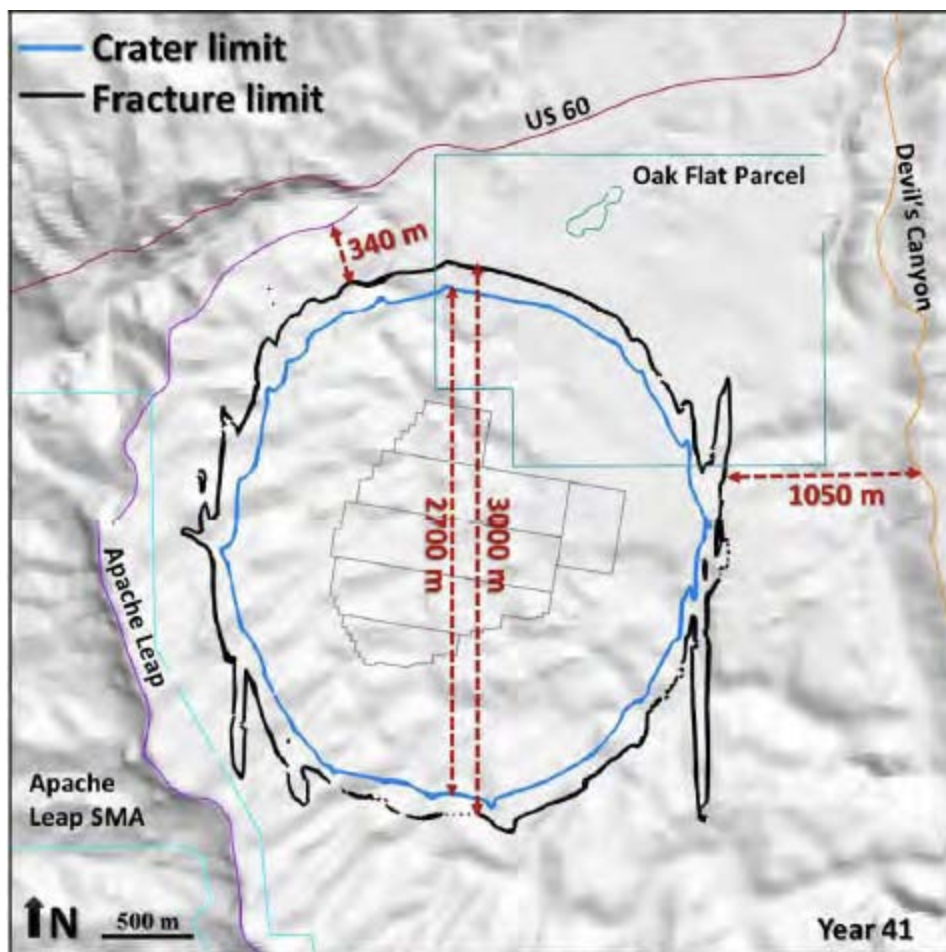 Crater limit
Fracture limit
US 60
Oak Flat Parcel
Devil's Canyon
340 m
2700 m
3000 m
1050 m
Apache Leap
Apache
Leap SMA
N
500 m
Year 41